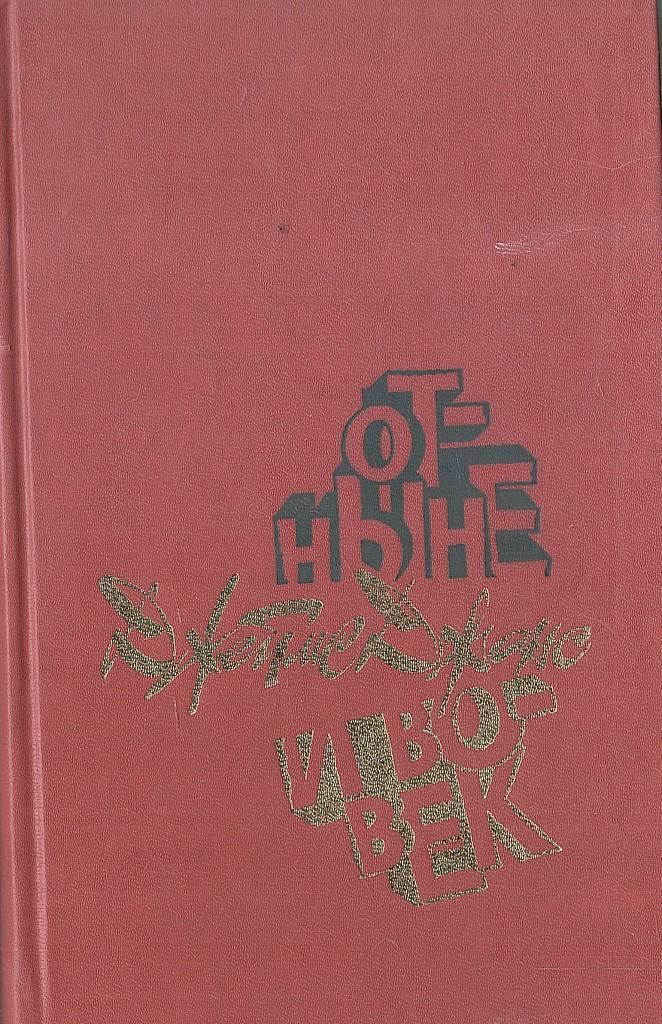 ОТ-
НЫНЕ
Джеймс Джонс
И ВО-
ВЕК